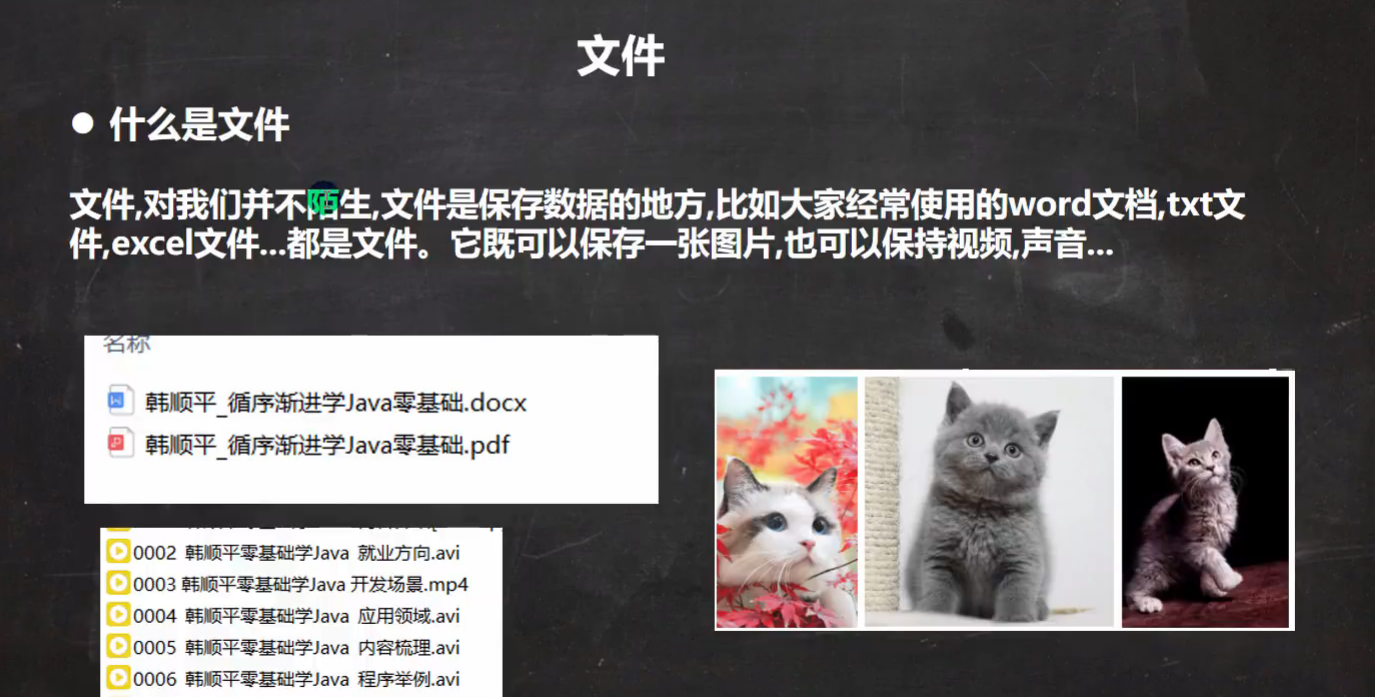 文件
● 什么是文件
文件,对我们并不陌生,文件是保存数据的地方,比如大家经常使用的word文档,txt文
件,excel文件...都是文件。它既可以保存一张图片,也可以保持视频,声音...
名称
韩顺平_循序渐进学Java零基础.docx
韩顺平_循序渐进学Java零基础.pdf
0002 韩顺平零基础学Java 就业方向.avi
0003 韩顺平零基础学Java 开发场景.mp4
0004 韩顺平零基础学Java 应用领域.avi
0005 韩顺平零基础学Java 内容梳理.avi
0006 韩顺平零基础学Java 程序举例.avi